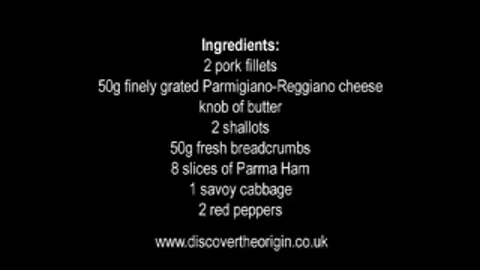 Ingredients:
2 pork fillets
50g finely grated Parmigiano-Reggiano cheese
knob of butter
2 shallots
50g fresh breadcrumbs
8 slices of Parma Ham
1 savoy cabbage
2 red peppers
www.discovertheorigin.co.uk